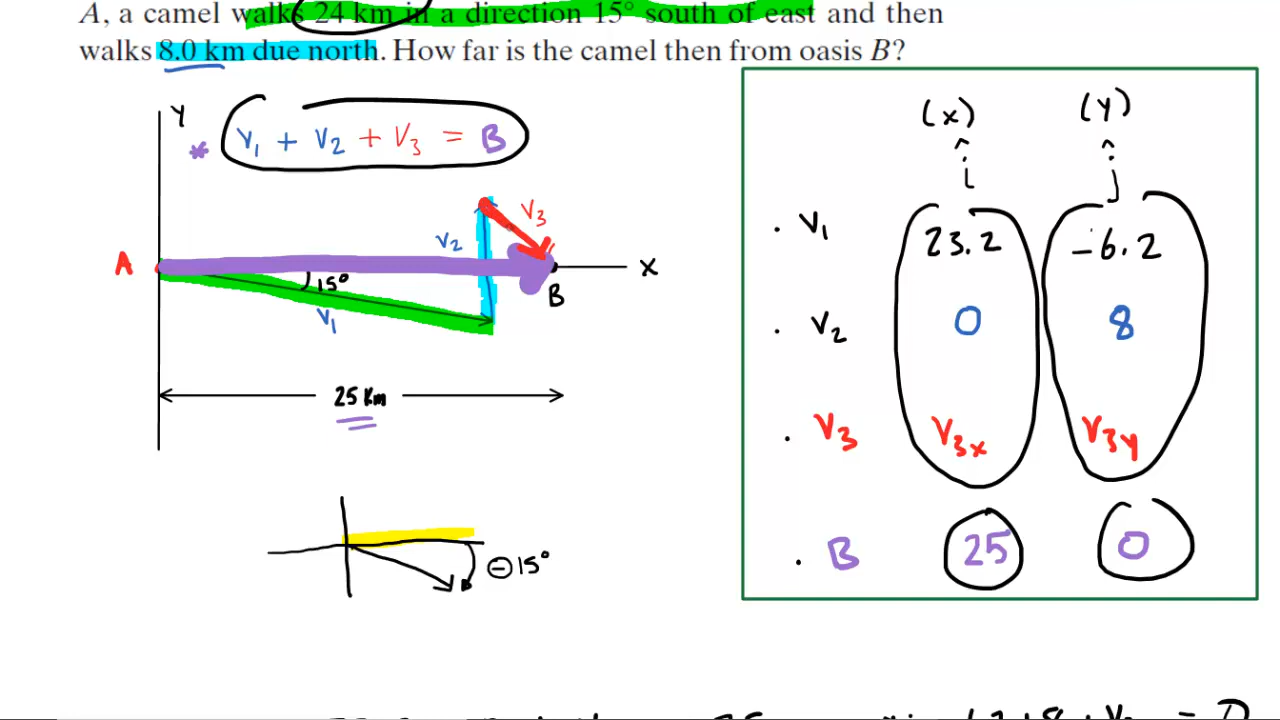 A, a camel walks 24 km in a direction 15° south of east and then
walks 8.0 km due north. How far is the camel then from oasis B?
Y
* V₁ + V₂ + V₃ = B
(x) (y)
î ĵ
V₁ 23.2 -6.2
V₂ 0 8
V₃ V₃ₓ V₃y
B 25 0
V₃
V₂
A
15°
X
B
V₁
25 Km
⊖15°